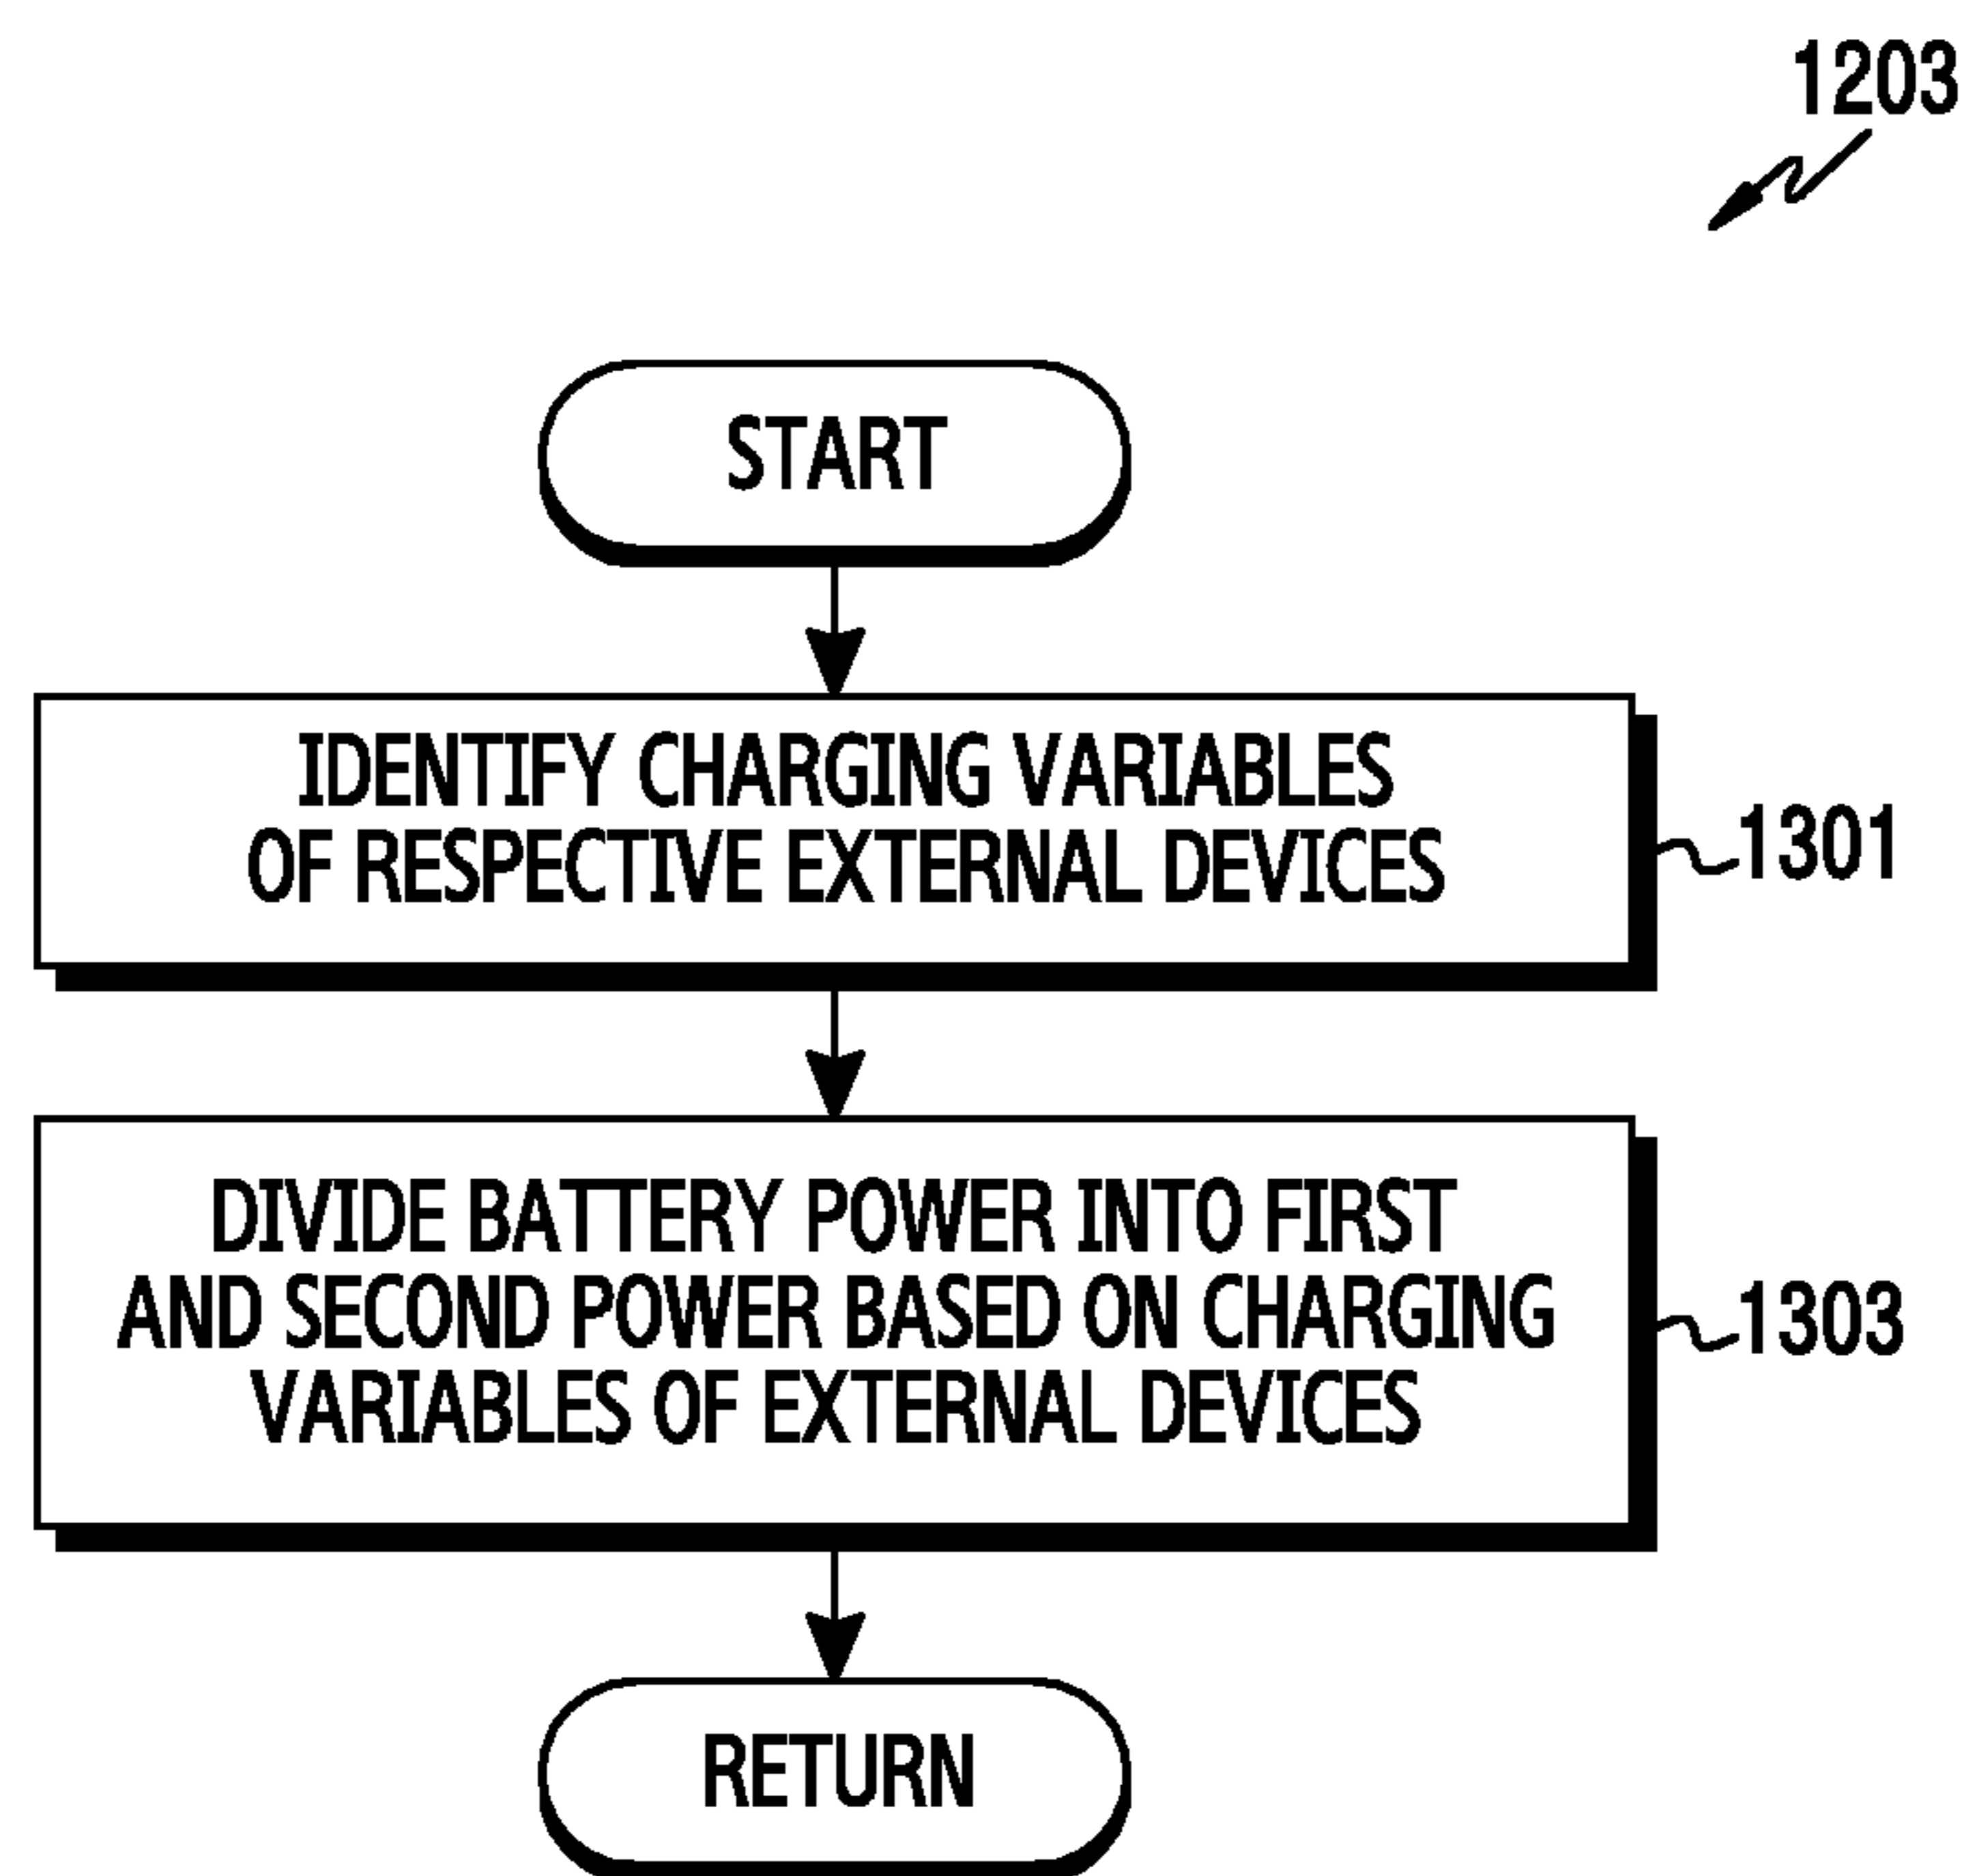 1203
START
IDENTIFY CHARGING VARIABLES
OF RESPECTIVE EXTERNAL DEVICES
1301
DIVIDE BATTERY POWER INTO FIRST
AND SECOND POWER BASED ON CHARGING
VARIABLES OF EXTERNAL DEVICES
1303
RETURN